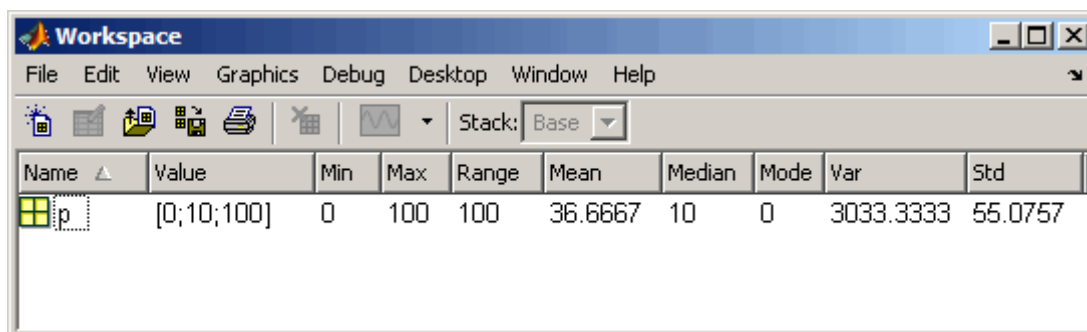 Workspace
File Edit View Graphics Debug Desktop Window Help
Stack: Base
Name Value Min Max Range Mean Median Mode Var Std
p [0;10;100] 0 100 100 36.6667 10 0 3033.3333 55.0757